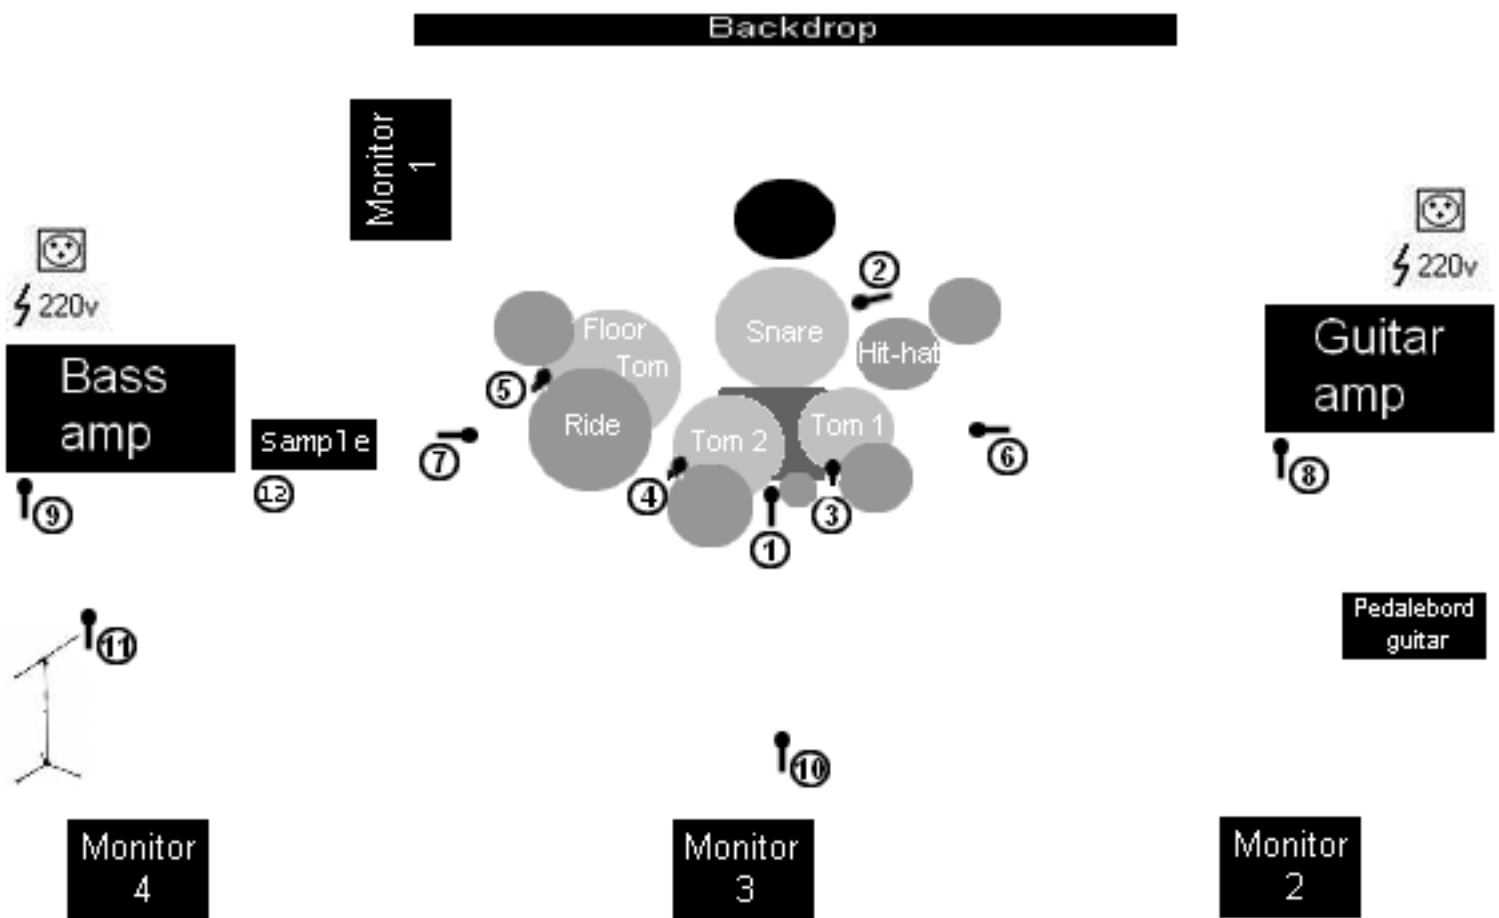 Backdrop
Monitor
1
220v
220v
2
Floor
Tom
Snare
Hit-hat
Guitar
amp
Bass
amp
5
Ride
Tom 2
Tom 1
Sample
7
6
8
4
3
12
9
1
Pedalebord
guitar
11
10
Monitor
4
Monitor
3
Monitor
2